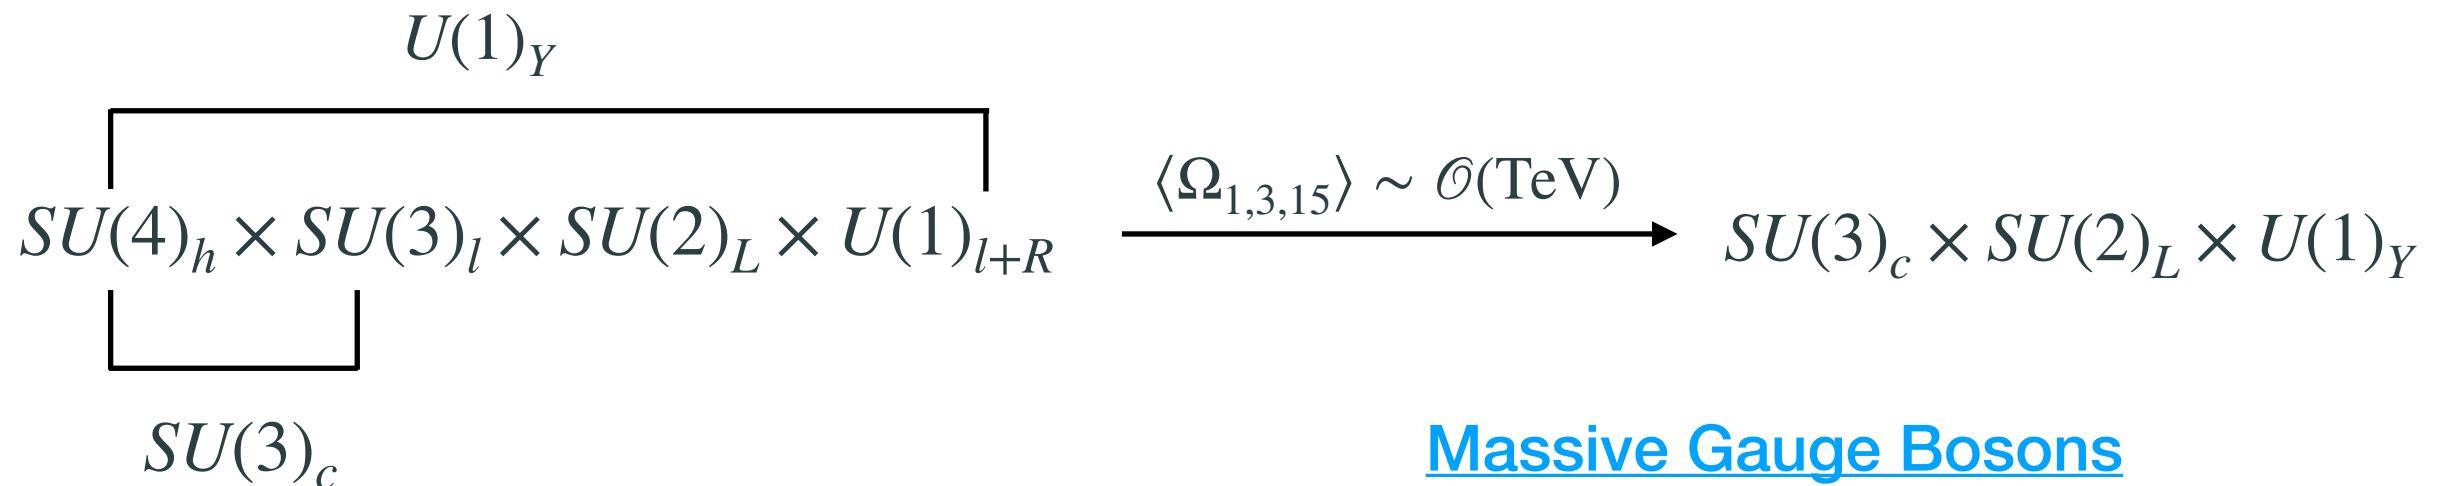 U(1)_Y
SU(4)_h × SU(3)_l × SU(2)_L × U(1)_{l+R}
⟨Ω_{1,3,15}⟩ ∼ 𝒪(TeV)
SU(3)_c × SU(2)_L × U(1)_Y
SU(3)_c
Massive Gauge Bosons